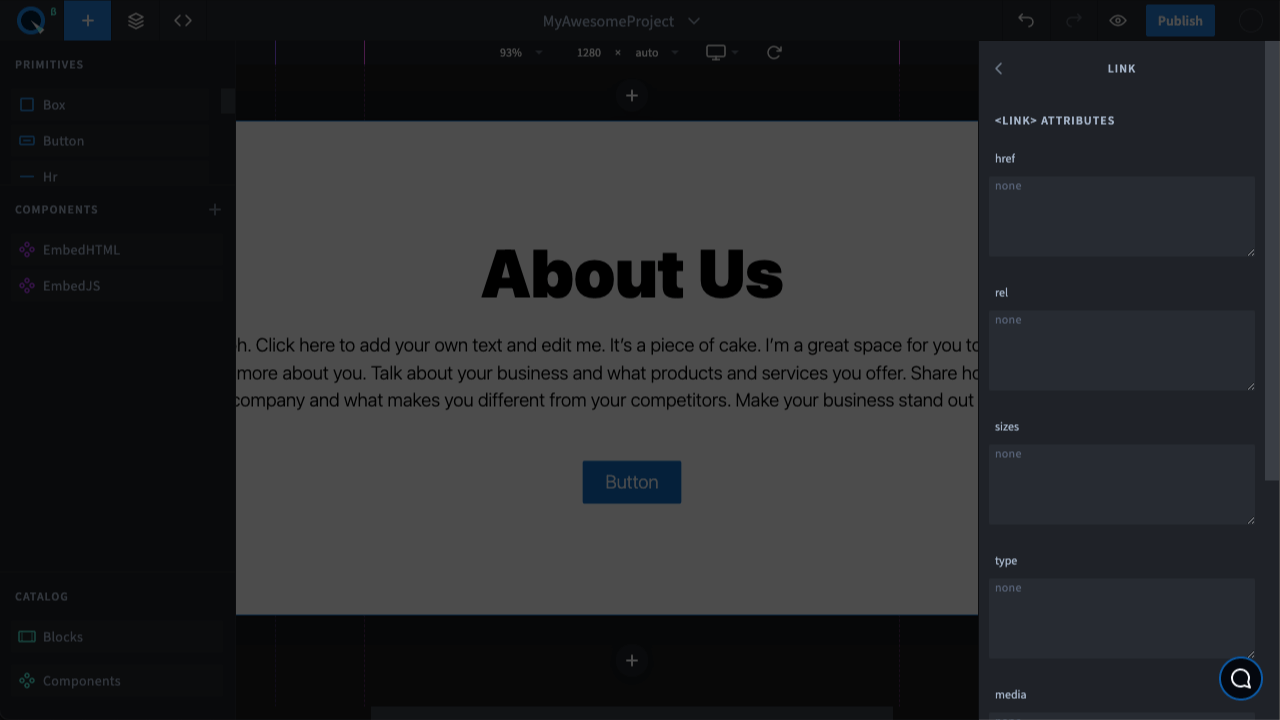 B
MyAwesomeProject
Publish
PRIMITIVES
Box
Button
Hr
COMPONENTS
EmbedHTML
EmbedJS
CATALOG
Blocks
Components
93%
1280 × auto
About Us
h. Click here to add your own text and edit me. It's a piece of cake. I'm a great space for you to
more about you. Talk about your business and what products and services you offer. Share ho
company and what makes you different from your competitors. Make your business stand out
Button
LINK
<LINK> ATTRIBUTES
href
none
rel
none
sizes
none
type
none
media